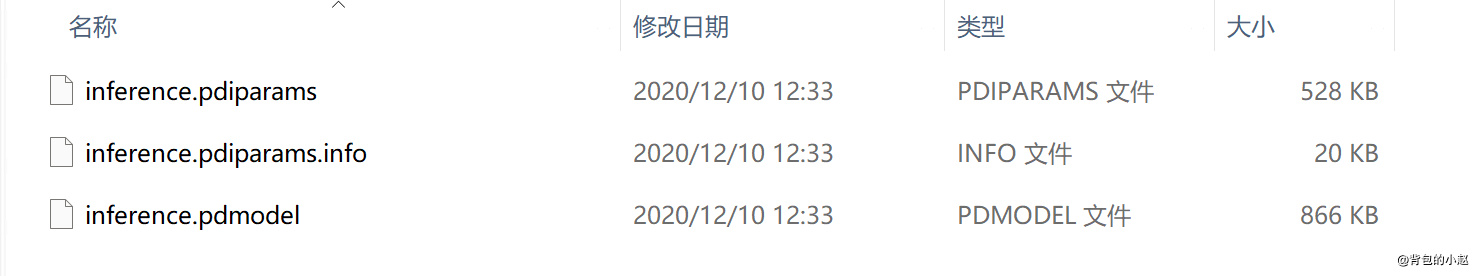 名称 修改日期 类型 大小
inference.pdiparams 2020/12/10 12:33 PDIPARAMS 文件 528 KB
inference.pdiparams.info 2020/12/10 12:33 INFO 文件 20 KB
inference.pdmodel 2020/12/10 12:33 PDMODEL 文件 866 KB
@背包的小赵